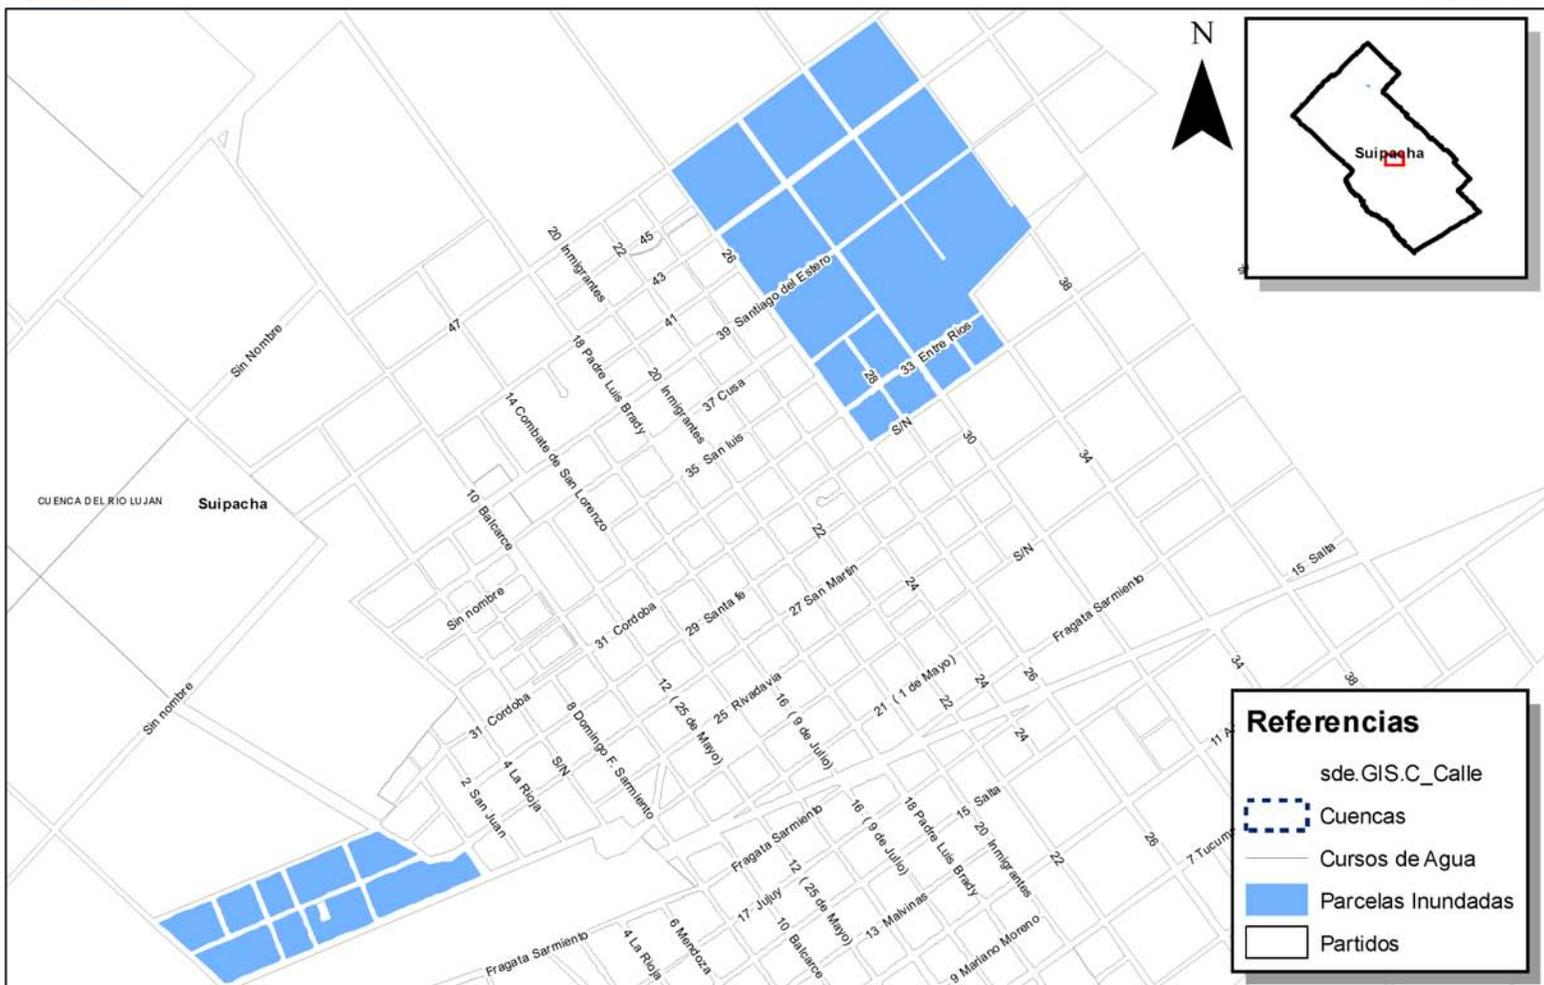 N
Suipacha
20 Inmigrantes
22
45
26
43
41
39 Santiago del Estero
38
47
Sin Nombre
18 Padre Luis Brady
20 Inmigrantes
37 Cusa
28
33 Entre Rios
14 Combate de San Lorenzo
35 San luis
S/N
30
34
10 Balcarce
CUENCA DEL RIO LUJAN
Suipacha
22
S/N
15 Salta
27 San Martin
24
Sin nombre
31 Cordoba
29 Santa fe
Fragata Sarmiento
34
38
26
24
22
21 ( 1 de Mayo)
12 ( 25 de Mayo)
25 Rivadavia
16 ( 9 de Julio)
Sin nombre
31 Cordoba
8 Domingo F. Sarmiento
24
S/N
4 La Rioja
2 San Juan
Fragata Sarmiento
16 ( 9 de Julio)
18 Padre Luis Brady
15 Salta
20 Inmigrantes
22
26
12 ( 25 de Mayo)
17 Jujuy
10 Balcarce
13 Malvinas
9 Mariano Moreno
6 Mendoza
4 La Rioja
Fragata Sarmiento
Referencias
sde.GIS.C_Calle
Cuencas
Cursos de Agua
Parcelas Inundadas
Partidos